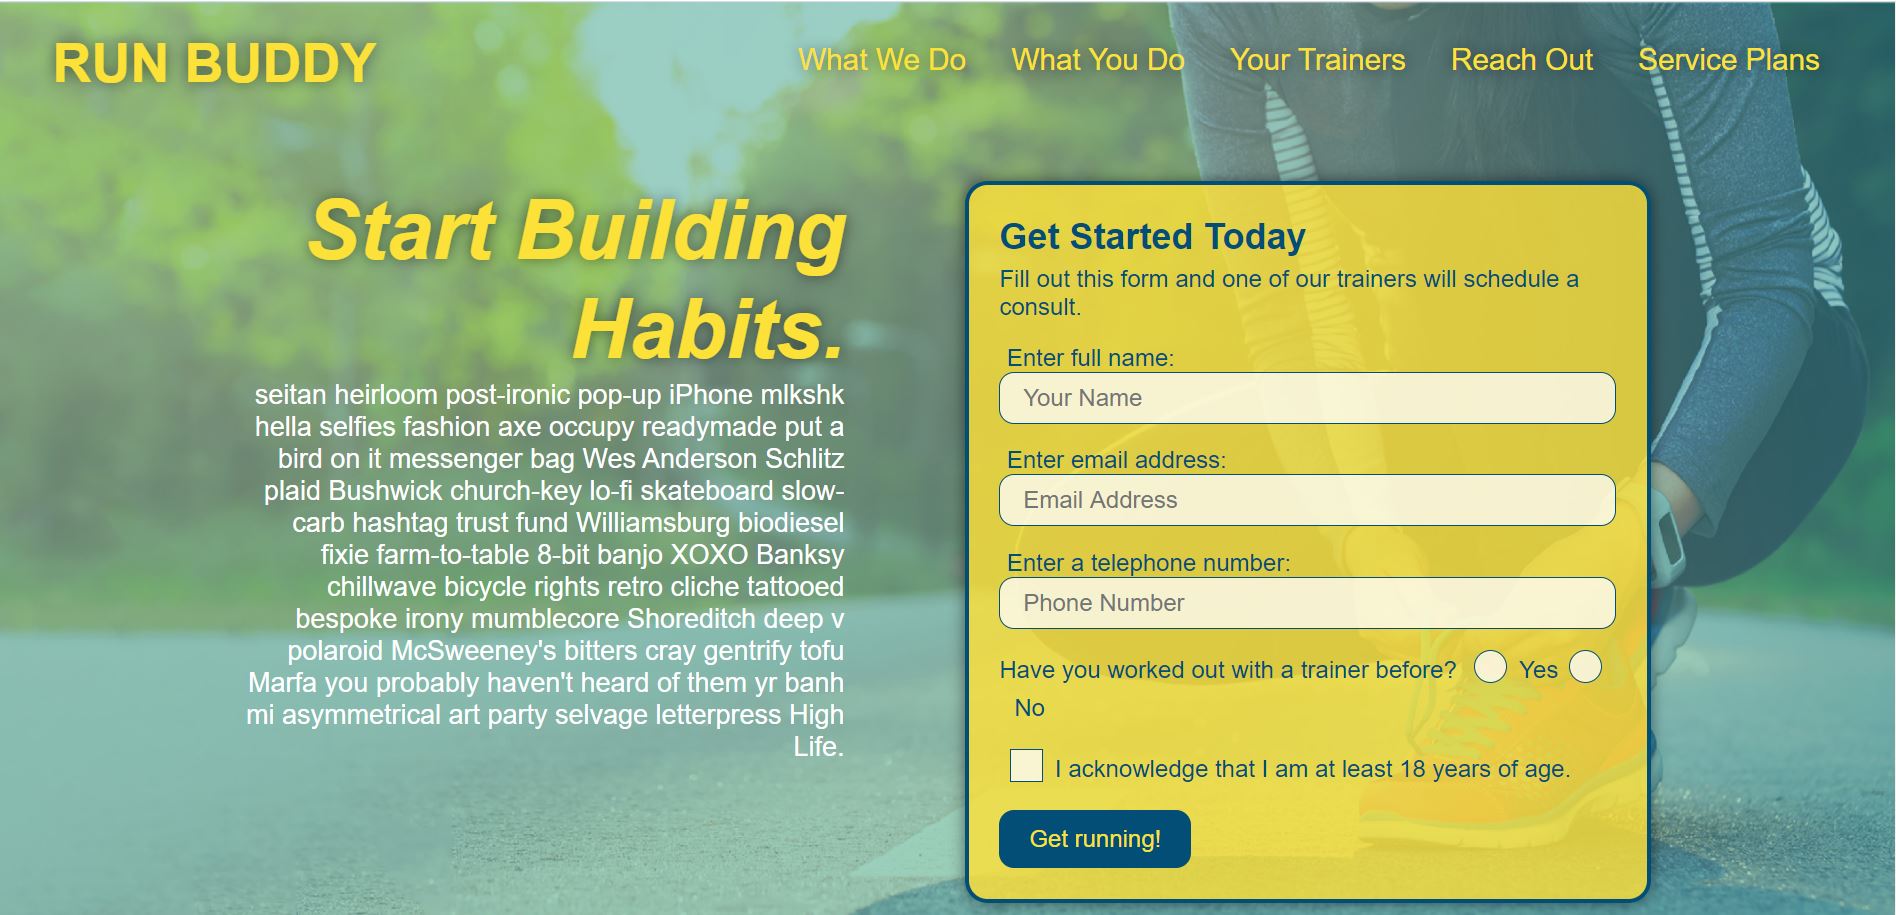 RUN BUDDY
What We Do What You Do Your Trainers Reach Out Service Plans
Start Building
Habits.
seitan heirloom post-ironic pop-up iPhone mlkshk
hella selfies fashion axe occupy readymade put a
bird on it messenger bag Wes Anderson Schlitz
plaid Bushwick church-key lo-fi skateboard slow-
carb hashtag trust fund Williamsburg biodiesel
fixie farm-to-table 8-bit banjo XOXO Banksy
chillwave bicycle rights retro cliche tattooed
bespoke irony mumblecore Shoreditch deep v
polaroid McSweeney's bitters cray gentrify tofu
Marfa you probably haven't heard of them yr banh
mi asymmetrical art party selvage letterpress High
Life.
Get Started Today
Fill out this form and one of our trainers will schedule a
consult.
Enter full name:
Your Name
Enter email address:
Email Address
Enter a telephone number:
Phone Number
Have you worked out with a trainer before? Yes
No
I acknowledge that I am at least 18 years of age.
Get running!